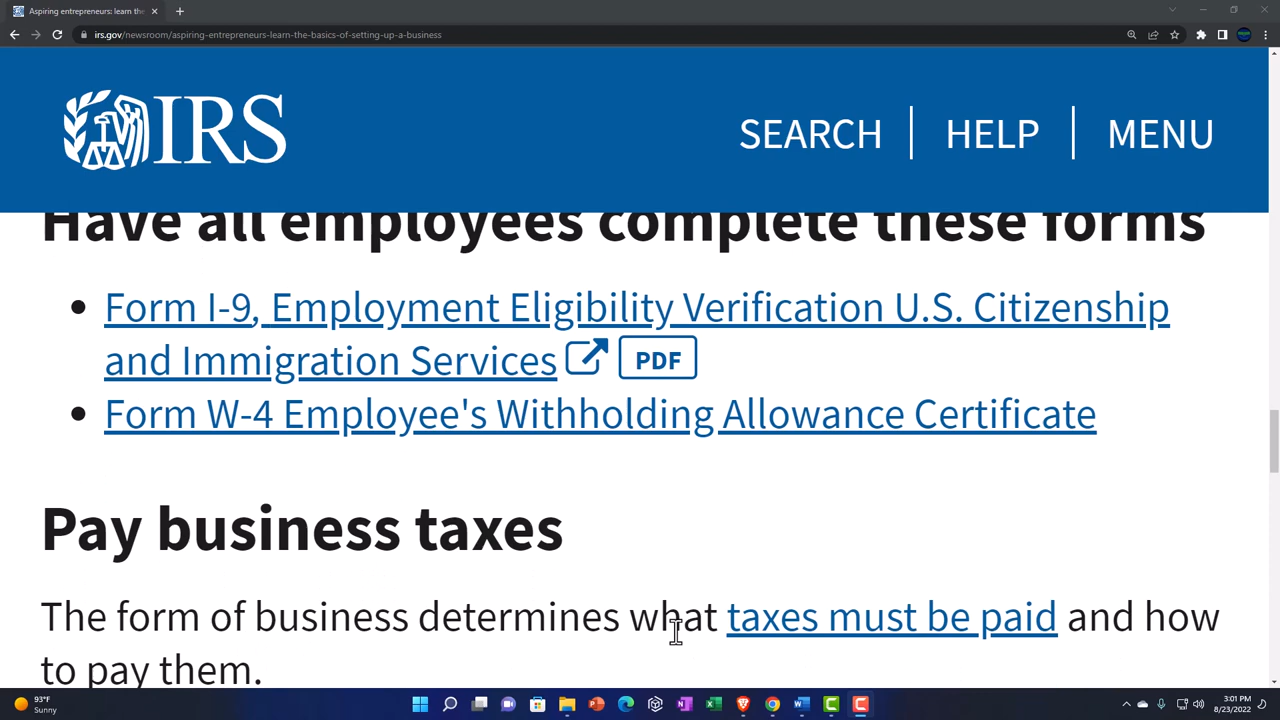 Aspiring entrepreneurs: learn the
irs.gov/newsroom/aspiring-entrepreneurs-learn-the-basics-of-setting-up-a-business
IRS
SEARCH
HELP
MENU
Have all employees complete these forms
Form I-9, Employment Eligibility Verification U.S. Citizenship
and Immigration Services PDF
Form W-4 Employee's Withholding Allowance Certificate
Pay business taxes
The form of business determines what taxes must be paid and how
to pay them.
93°F
Sunny
3:01 PM
8/23/2022